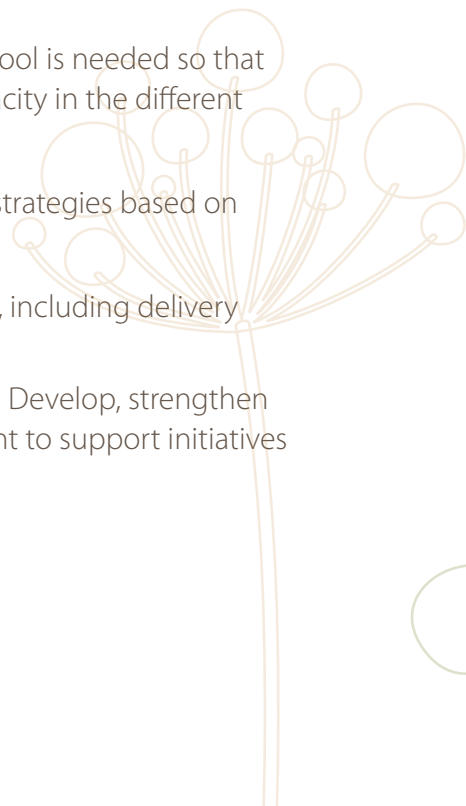 ool is needed so that
city in the different
strategies based on
, including delivery
Develop, strengthen
nt to support initiatives